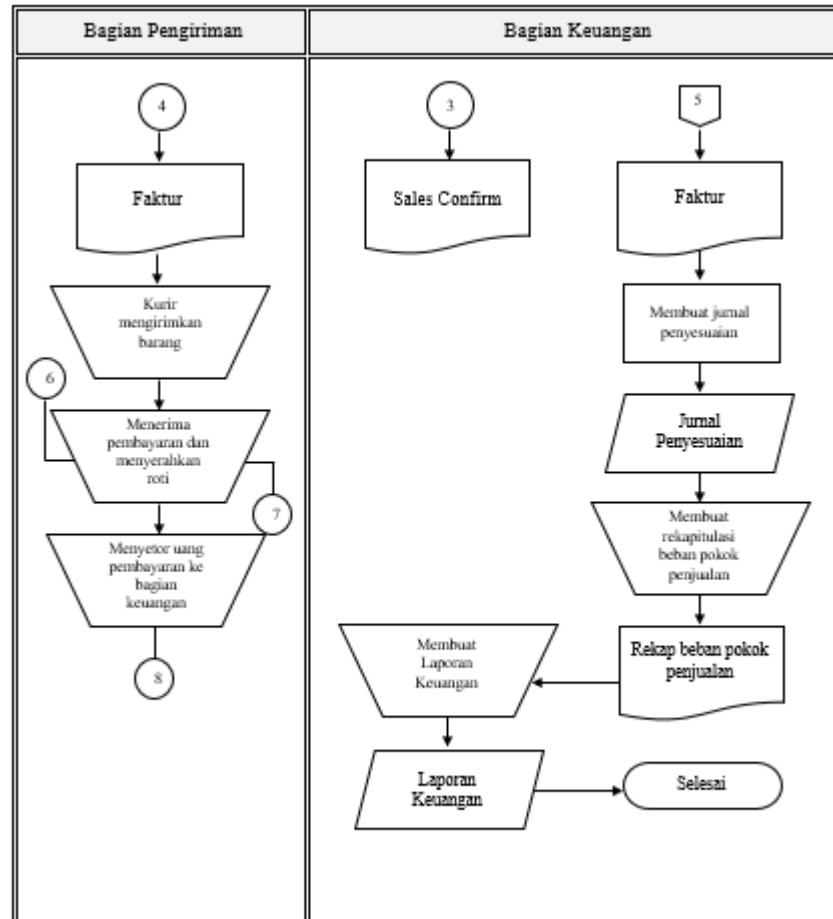 Bagian Pengiriman
Bagian Keuangan
4
Faktur
Kurir
mengirimkan
barang
6
Menerima
pembayaran dan
menyerahkan
roti
7
Menyetor uang
pembayaran ke
bagian
keuangan
8
3
Sales Confirm
5
Faktur
Membuat jurnal
penyesuaian
Jurnal
Penyesuaian
Membuat
rekapitulasi
beban pokok
penjualan
Rekap beban pokok
penjualan
Membuat
Laporan
Keuangan
Laporan
Keuangan
Selesai